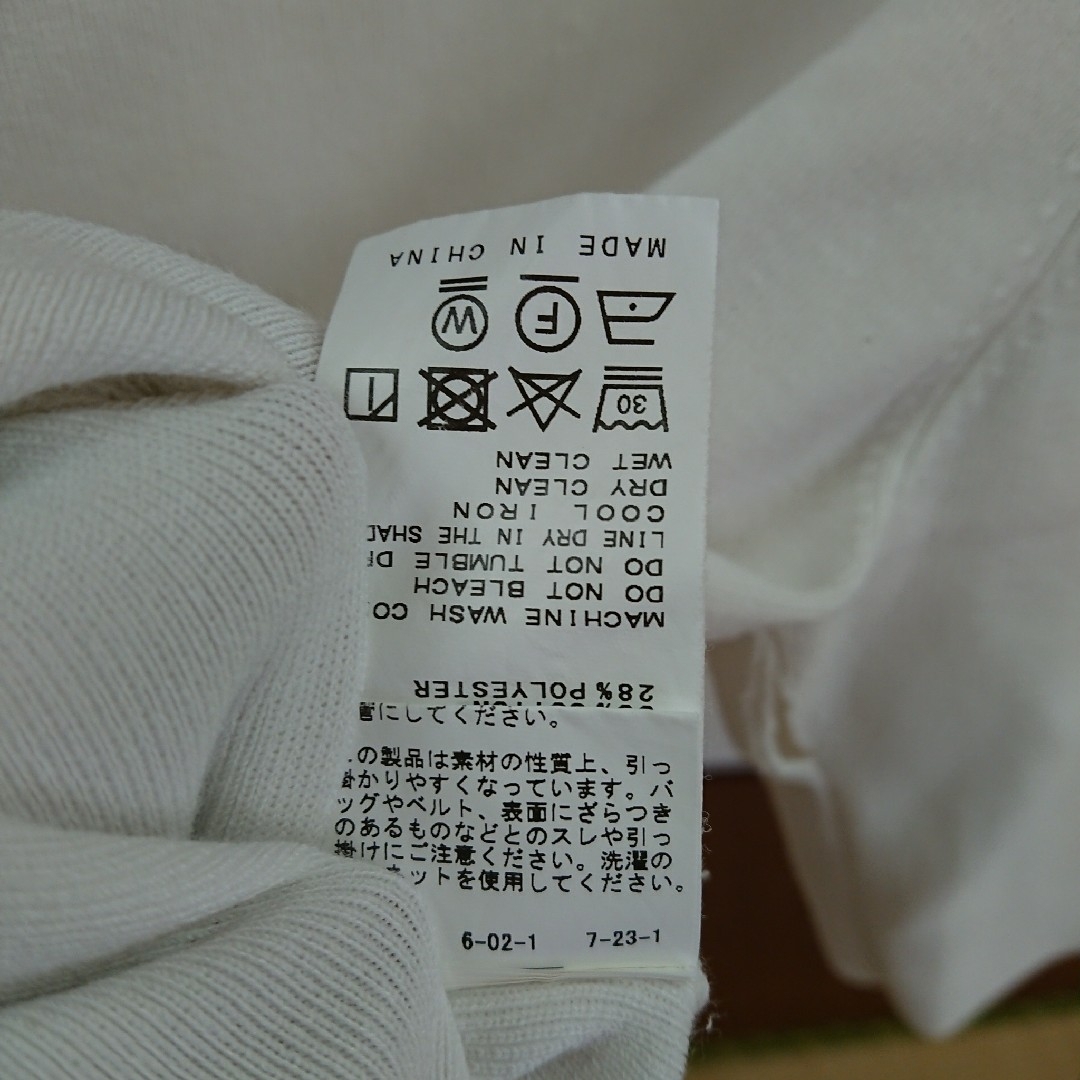 28% POLYESTER
MACHINE WASH
DO NOT BLEACH
DO NOT TUMBLE
LINE DRY IN THE
COOL IRON
DRY CLEAN
WET CLEAN
30
F
W
MADE IN CHINA
にしてください。
の製品は素材の性質上、引っ
掛かりやすくなっています。バ
ッグやベルト、表面にざらつき
のあるものなどとのスレや引っ
掛けにご注意ください。洗濯の
ネットを使用してください。
6-02-1 7-23-1